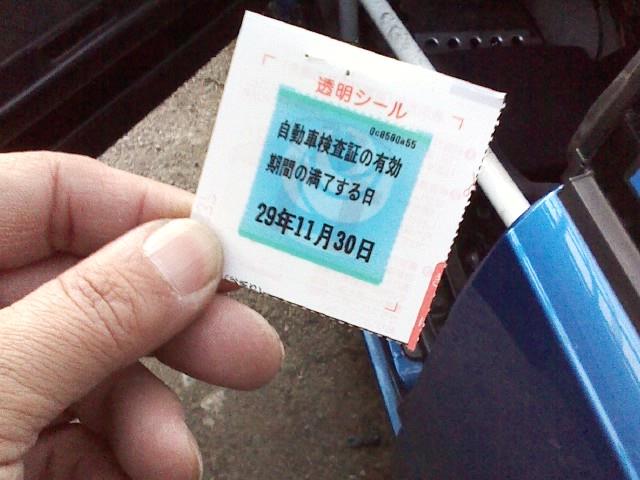 透明シール
自動車検査証の有効
期間の満了する日
29年11月30日